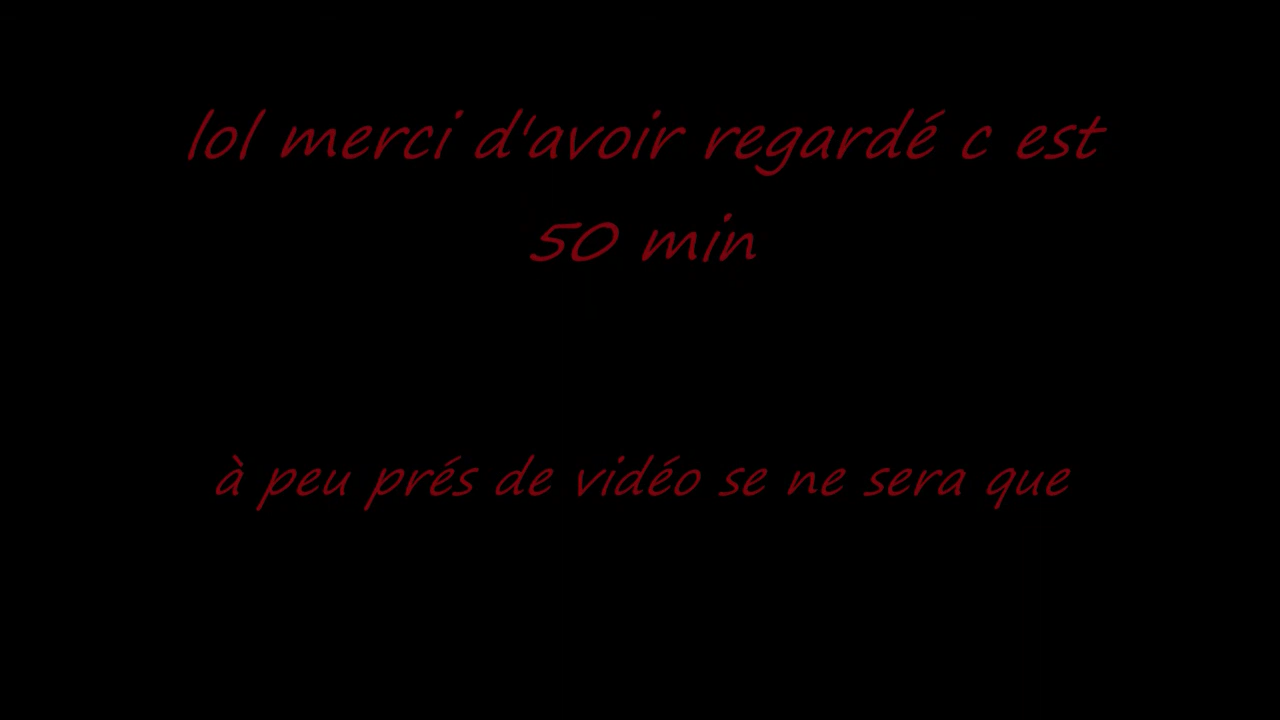 lol merci d'avoir regardé c est
50 min
à peu prés de vidéo se ne sera que